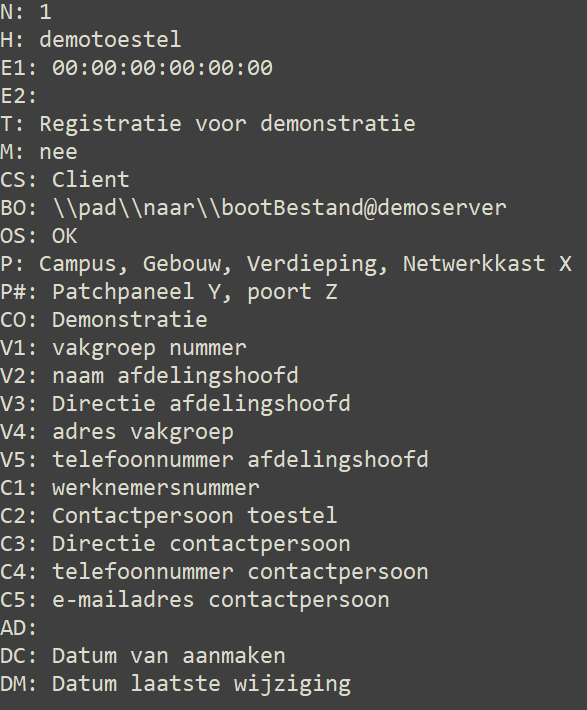 N: 1
H: demotoestel
E1: 00:00:00:00:00:00
E2:
T: Registratie voor demonstratie
M: nee
CS: Client
BO: \\pad\\naar\\bootBestand@demoserver
OS: OK
P: Campus, Gebouw, Verdieping, Netwerkkast X
P#: Patchpaneel Y, poort Z
CO: Demonstratie
V1: vakgroep nummer
V2: naam afdelingshoofd
V3: Directie afdelingshoofd
V4: adres vakgroep
V5: telefoonnummer afdelingshoofd
C1: werknemersnummer
C2: Contactpersoon toestel
C3: Directie contactpersoon
C4: telefoonnummer contactpersoon
C5: e-mailadres contactpersoon
AD:
DC: Datum van aanmaken
DM: Datum laatste wijziging